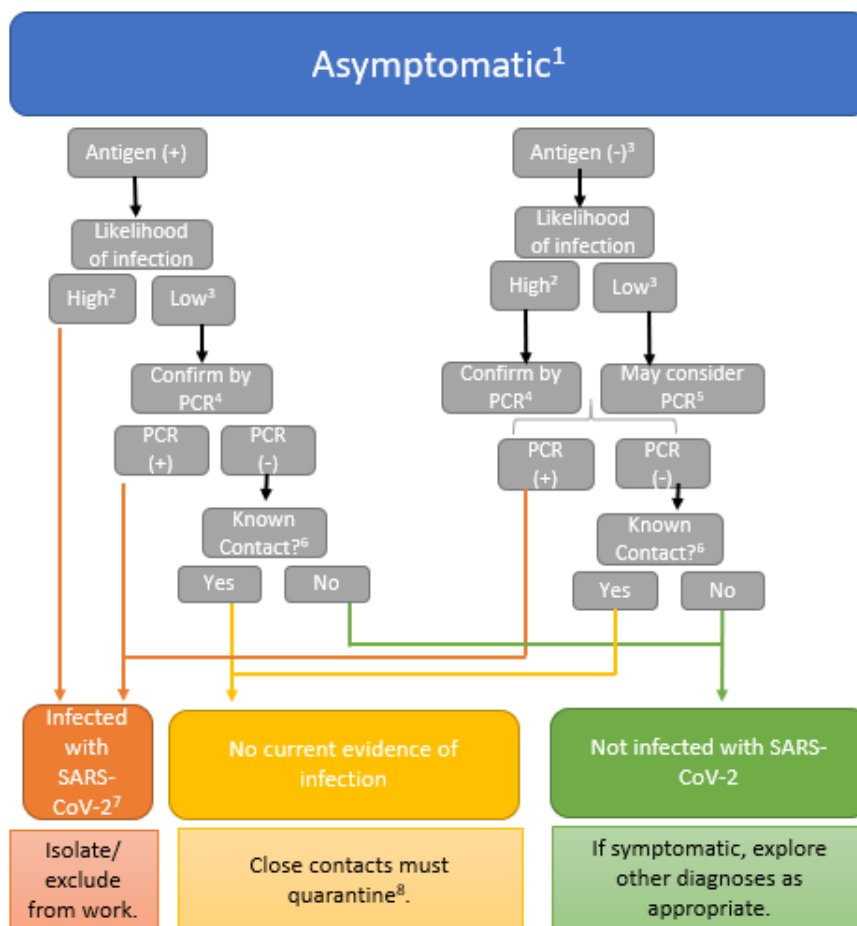 Asymptomatic¹
Antigen (+)
Antigen (-)³
Likelihood
of infection
Likelihood
of infection
High²
Low³
High²
Low³
Confirm by
PCR⁴
Confirm by
PCR⁴
May consider
PCR⁵
PCR
(+)
PCR
(-)
PCR
(+)
PCR
(-)
Known
Contact?⁶
Known
Contact?⁶
Yes
No
Yes
No
Infected
with
SARS-
CoV-2⁷
No current evidence of
infection
Not infected with SARS-
CoV-2
Isolate/
exclude
from work.
Close contacts must
quarantine⁸.
If symptomatic, explore
other diagnoses as
appropriate.